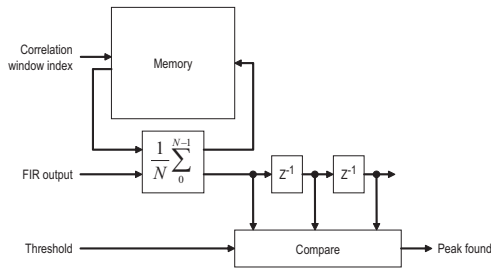 Correlation
window index
Memory
FIR output
1
N
N–1
∑
0
Z-1
Z-1
Threshold
Compare
Peak found